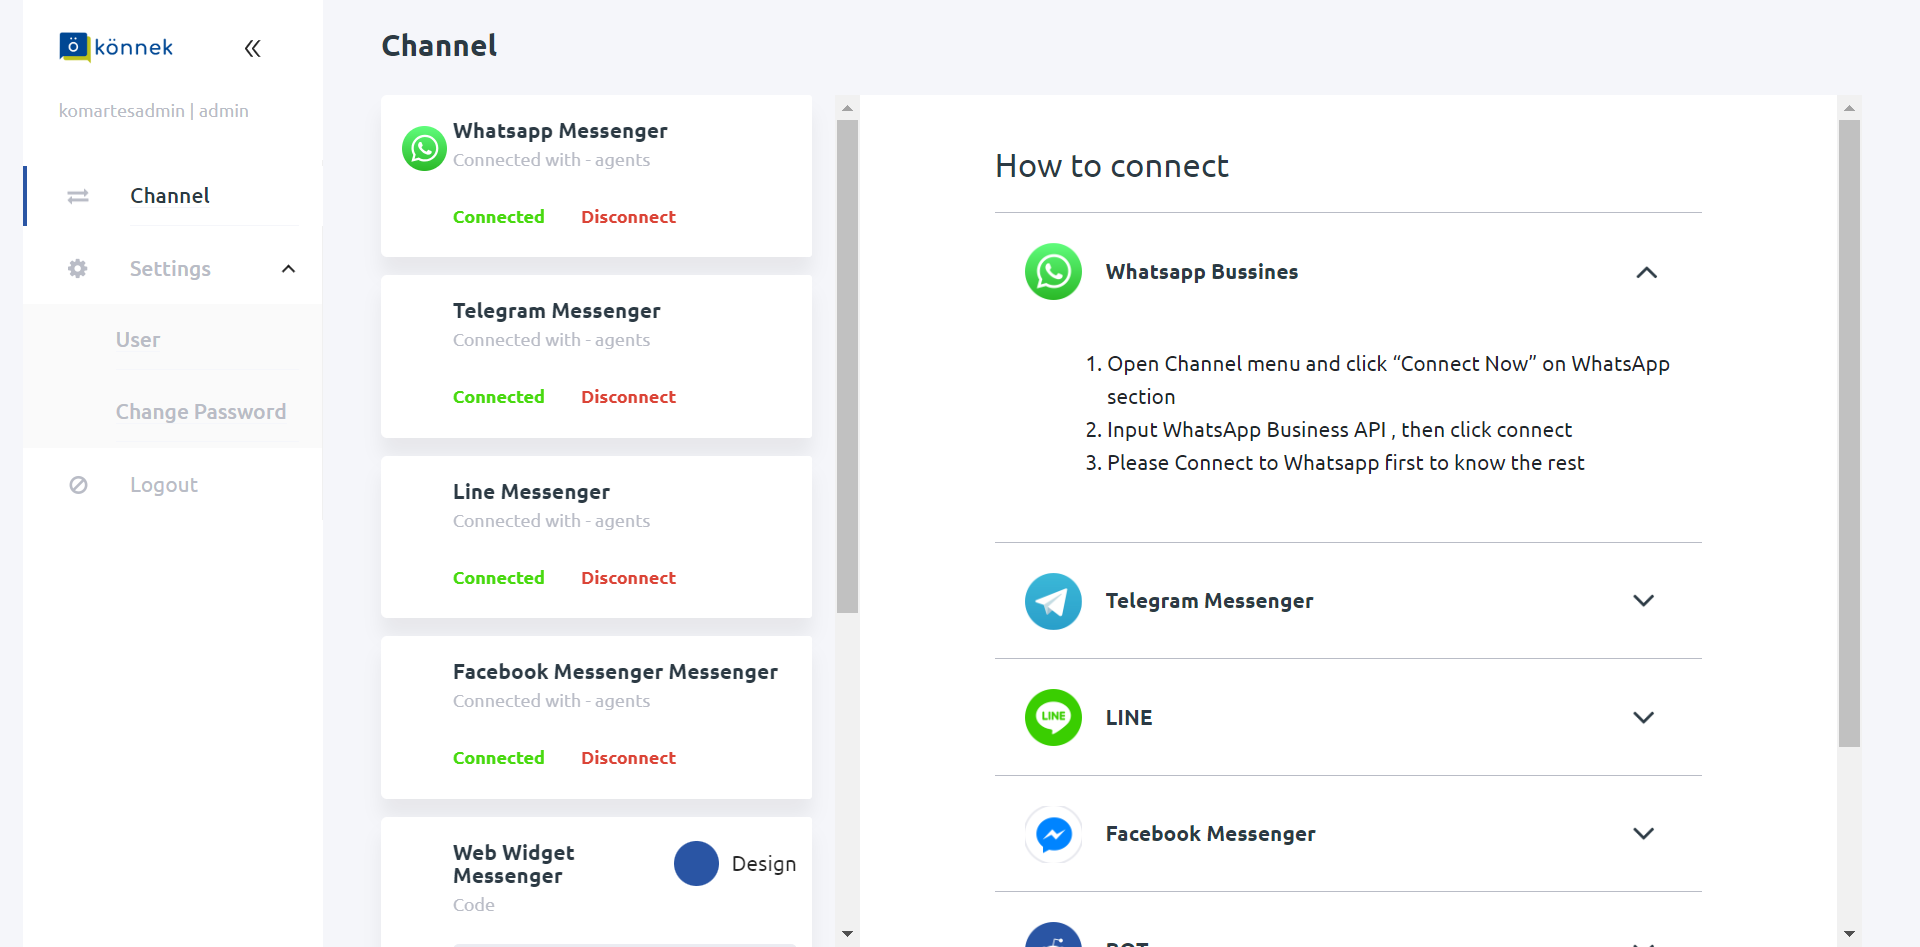 ö könnek
komartesadmin | admin
Channel
Settings
User
Change Password
Logout
Channel
Whatsapp Messenger
Connected with - agents
Connected Disconnect
Telegram Messenger
Connected with - agents
Connected Disconnect
Line Messenger
Connected with - agents
Connected Disconnect
Facebook Messenger Messenger
Connected with - agents
Connected Disconnect
Web Widget
Messenger
Design
Code
How to connect
Whatsapp Bussines
1. Open Channel menu and click “Connect Now” on WhatsApp
section
2. Input WhatsApp Business API , then click connect
3. Please Connect to Whatsapp first to know the rest
Telegram Messenger
LINE
LINE
Facebook Messenger
BOT